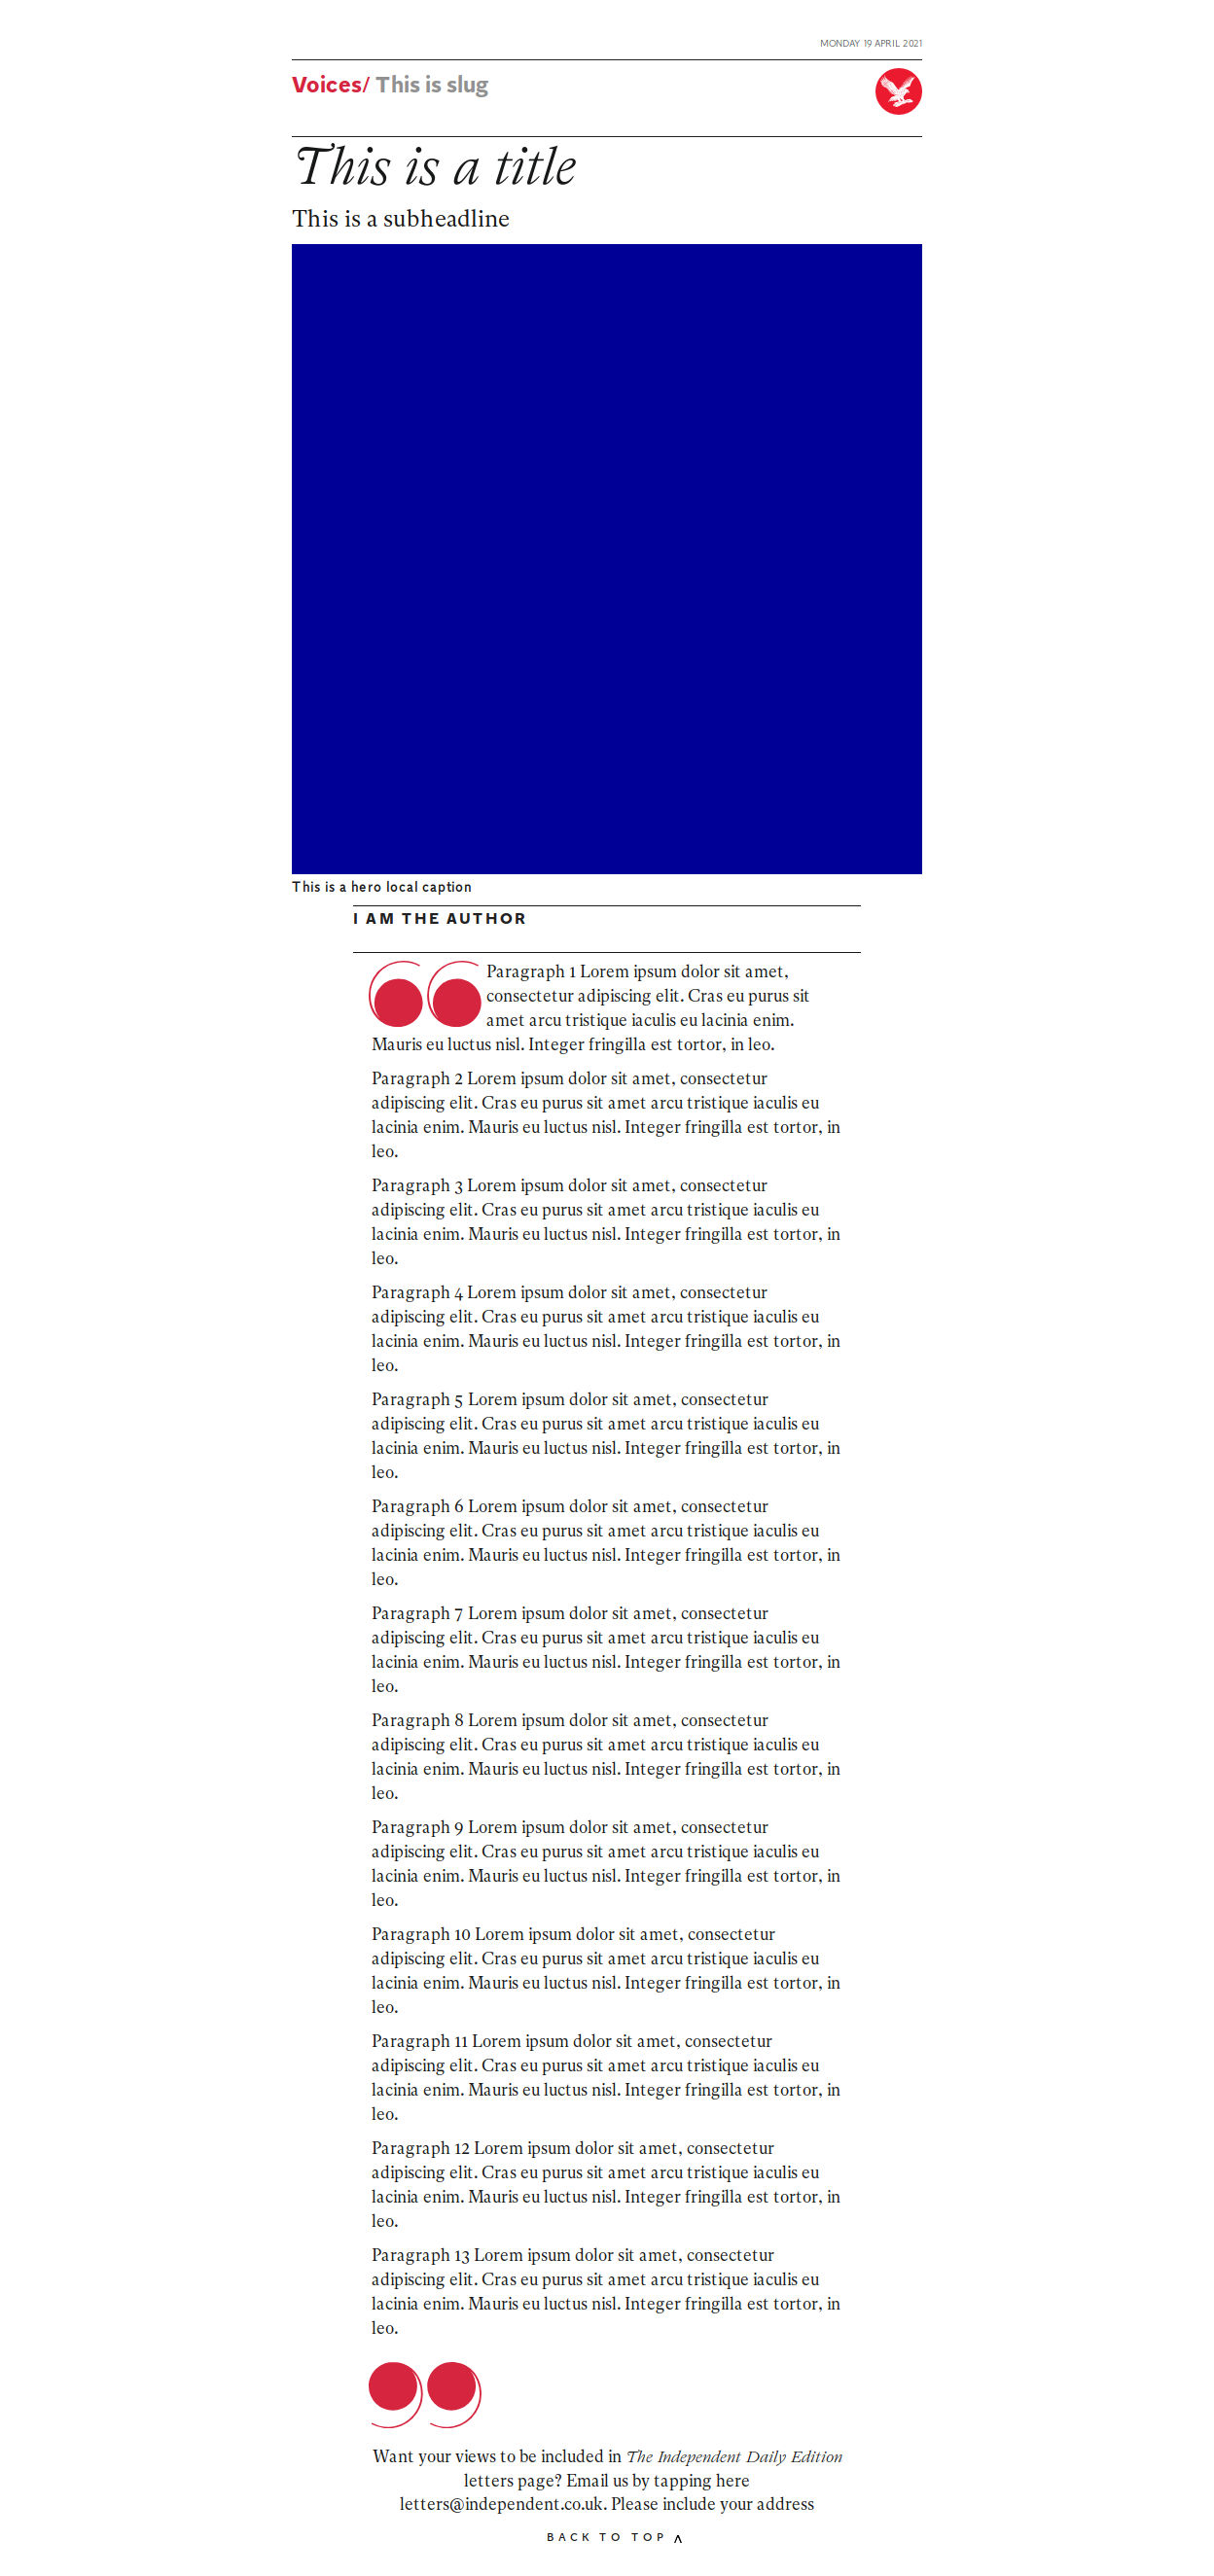 MONDAY 19 APRIL 2021
Voices/ This is slug
This is a title
This is a subheadline
This is a hero local caption
I AM THE AUTHOR
Paragraph 1 Lorem ipsum dolor sit amet,
consectetur adipiscing elit. Cras eu purus sit
amet arcu tristique iaculis eu lacinia enim.
Mauris eu luctus nisl. Integer fringilla est tortor, in leo.
Paragraph 2 Lorem ipsum dolor sit amet, consectetur
adipiscing elit. Cras eu purus sit amet arcu tristique iaculis eu
lacinia enim. Mauris eu luctus nisl. Integer fringilla est tortor, in
leo.
Paragraph 3 Lorem ipsum dolor sit amet, consectetur
adipiscing elit. Cras eu purus sit amet arcu tristique iaculis eu
lacinia enim. Mauris eu luctus nisl. Integer fringilla est tortor, in
leo.
Paragraph 4 Lorem ipsum dolor sit amet, consectetur
adipiscing elit. Cras eu purus sit amet arcu tristique iaculis eu
lacinia enim. Mauris eu luctus nisl. Integer fringilla est tortor, in
leo.
Paragraph 5 Lorem ipsum dolor sit amet, consectetur
adipiscing elit. Cras eu purus sit amet arcu tristique iaculis eu
lacinia enim. Mauris eu luctus nisl. Integer fringilla est tortor, in
leo.
Paragraph 6 Lorem ipsum dolor sit amet, consectetur
adipiscing elit. Cras eu purus sit amet arcu tristique iaculis eu
lacinia enim. Mauris eu luctus nisl. Integer fringilla est tortor, in
leo.
Paragraph 7 Lorem ipsum dolor sit amet, consectetur
adipiscing elit. Cras eu purus sit amet arcu tristique iaculis eu
lacinia enim. Mauris eu luctus nisl. Integer fringilla est tortor, in
leo.
Paragraph 8 Lorem ipsum dolor sit amet, consectetur
adipiscing elit. Cras eu purus sit amet arcu tristique iaculis eu
lacinia enim. Mauris eu luctus nisl. Integer fringilla est tortor, in
leo.
Paragraph 9 Lorem ipsum dolor sit amet, consectetur
adipiscing elit. Cras eu purus sit amet arcu tristique iaculis eu
lacinia enim. Mauris eu luctus nisl. Integer fringilla est tortor, in
leo.
Paragraph 10 Lorem ipsum dolor sit amet, consectetur
adipiscing elit. Cras eu purus sit amet arcu tristique iaculis eu
lacinia enim. Mauris eu luctus nisl. Integer fringilla est tortor, in
leo.
Paragraph 11 Lorem ipsum dolor sit amet, consectetur
adipiscing elit. Cras eu purus sit amet arcu tristique iaculis eu
lacinia enim. Mauris eu luctus nisl. Integer fringilla est tortor, in
leo.
Paragraph 12 Lorem ipsum dolor sit amet, consectetur
adipiscing elit. Cras eu purus sit amet arcu tristique iaculis eu
lacinia enim. Mauris eu luctus nisl. Integer fringilla est tortor, in
leo.
Paragraph 13 Lorem ipsum dolor sit amet, consectetur
adipiscing elit. Cras eu purus sit amet arcu tristique iaculis eu
lacinia enim. Mauris eu luctus nisl. Integer fringilla est tortor, in
leo.
Want your views to be included in The Independent Daily Edition
letters page? Email us by tapping here
letters@independent.co.uk. Please include your address
BACK TO TOP